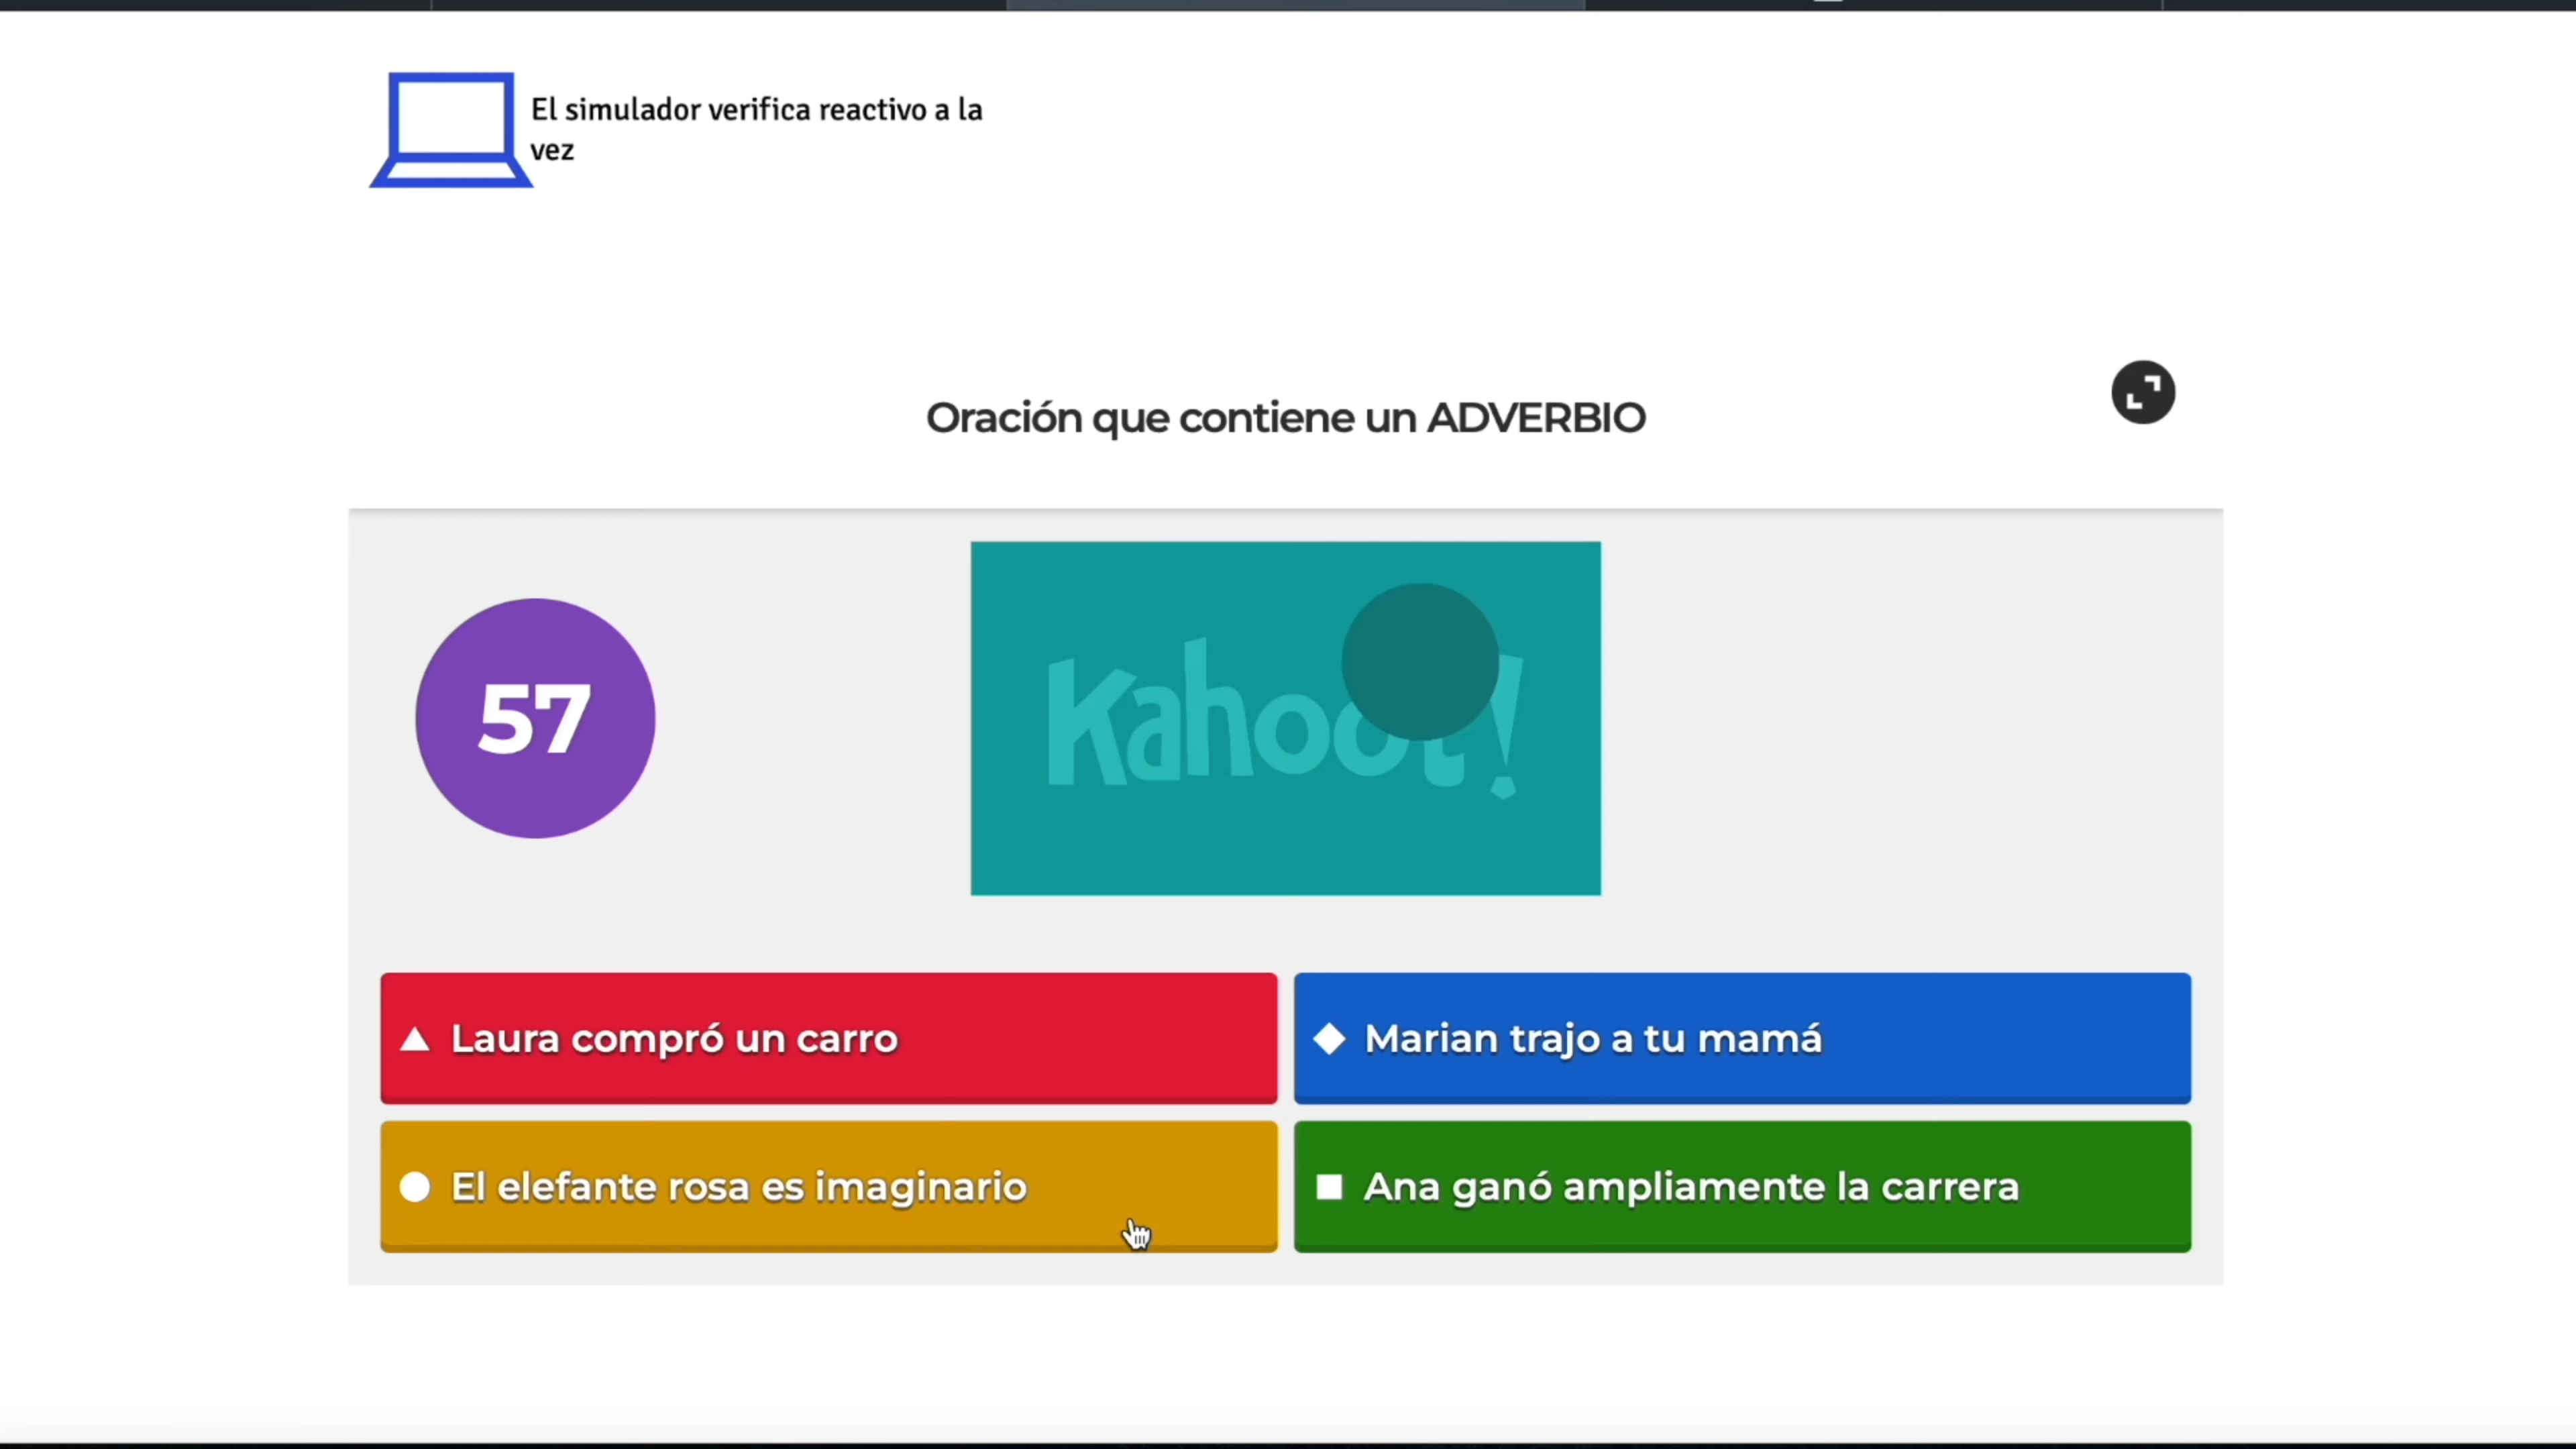 El simulador verifica reactivo a la
vez
Oración que contiene un ADVERBIO
57
Kahoot!
Laura compró un carro
Marian trajo a tu mamá
El elefante rosa es imaginario
Ana ganó ampliamente la carrera